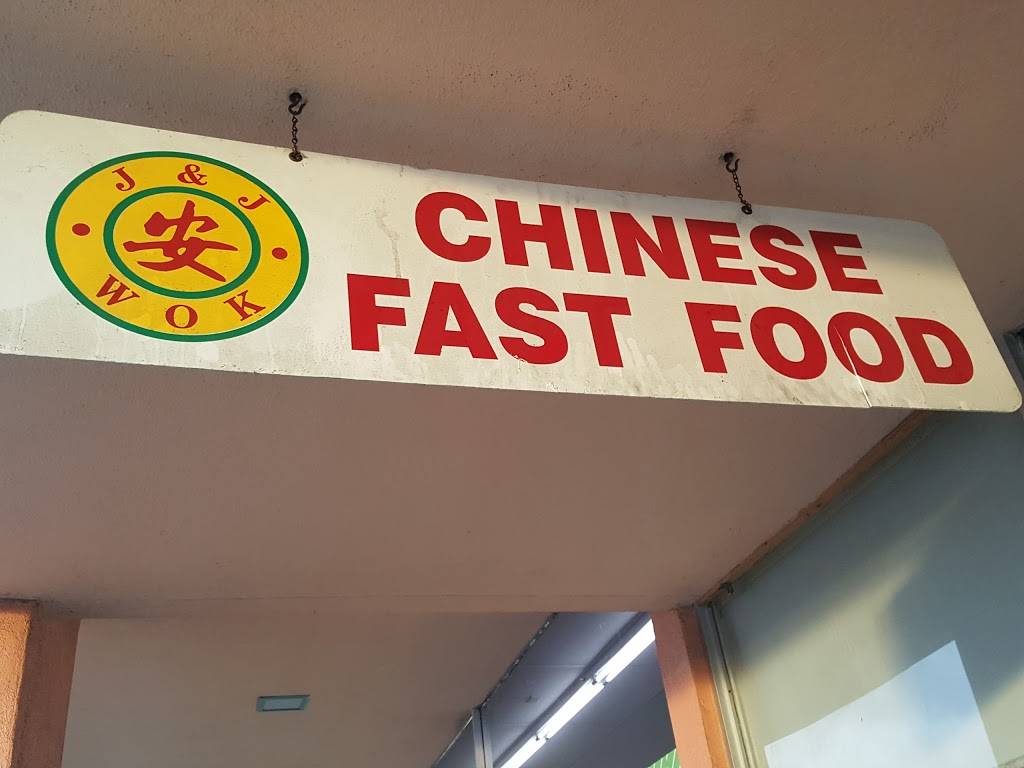 J & J
安
WOK
CHINESE
FAST FOOD